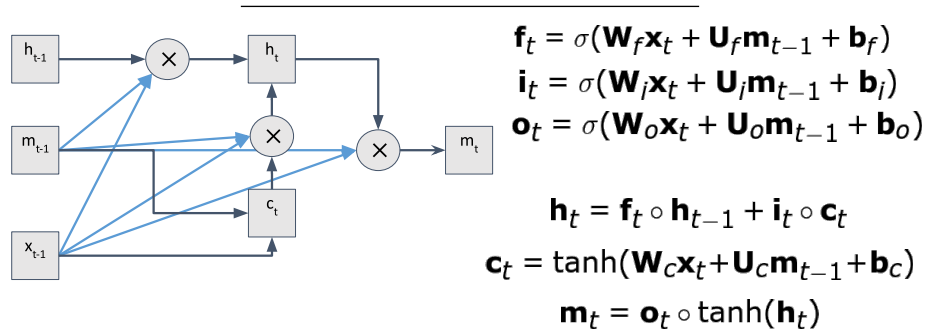 h_{t-1}
×
h_t
m_{t-1}
×
×
m_t
c_t
x_{t-1}
f_t = σ(W_f x_t + U_f m_{t−1} + b_f)
i_t = σ(W_i x_t + U_i m_{t−1} + b_i)
o_t = σ(W_o x_t + U_o m_{t−1} + b_o)
h_t = f_t ∘ h_{t−1} + i_t ∘ c_t
c_t = tanh(W_c x_t+U_c m_{t−1}+b_c)
m_t = o_t ∘ tanh(h_t)